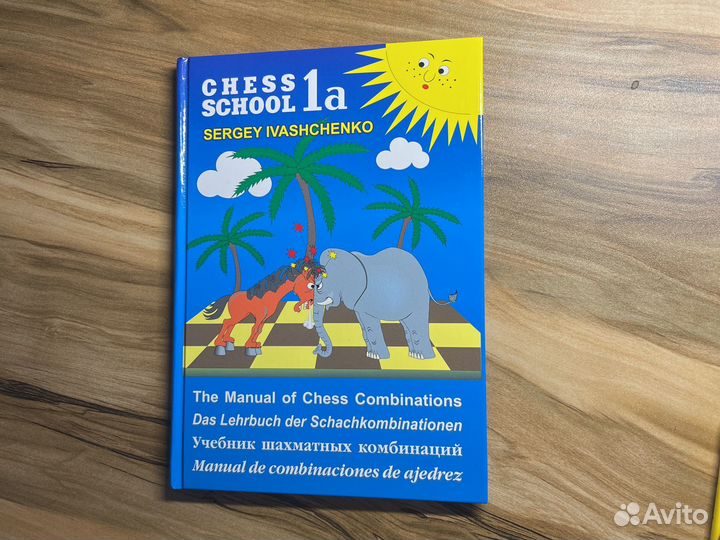 CHESS
SCHOOL 1a
SERGEY IVASHCHENKO
The Manual of Chess Combinations
Das Lehrbuch der Schachkombinationen
Учебник шахматных комбинаций
Manual de combinaciones de ajedrez
Avito